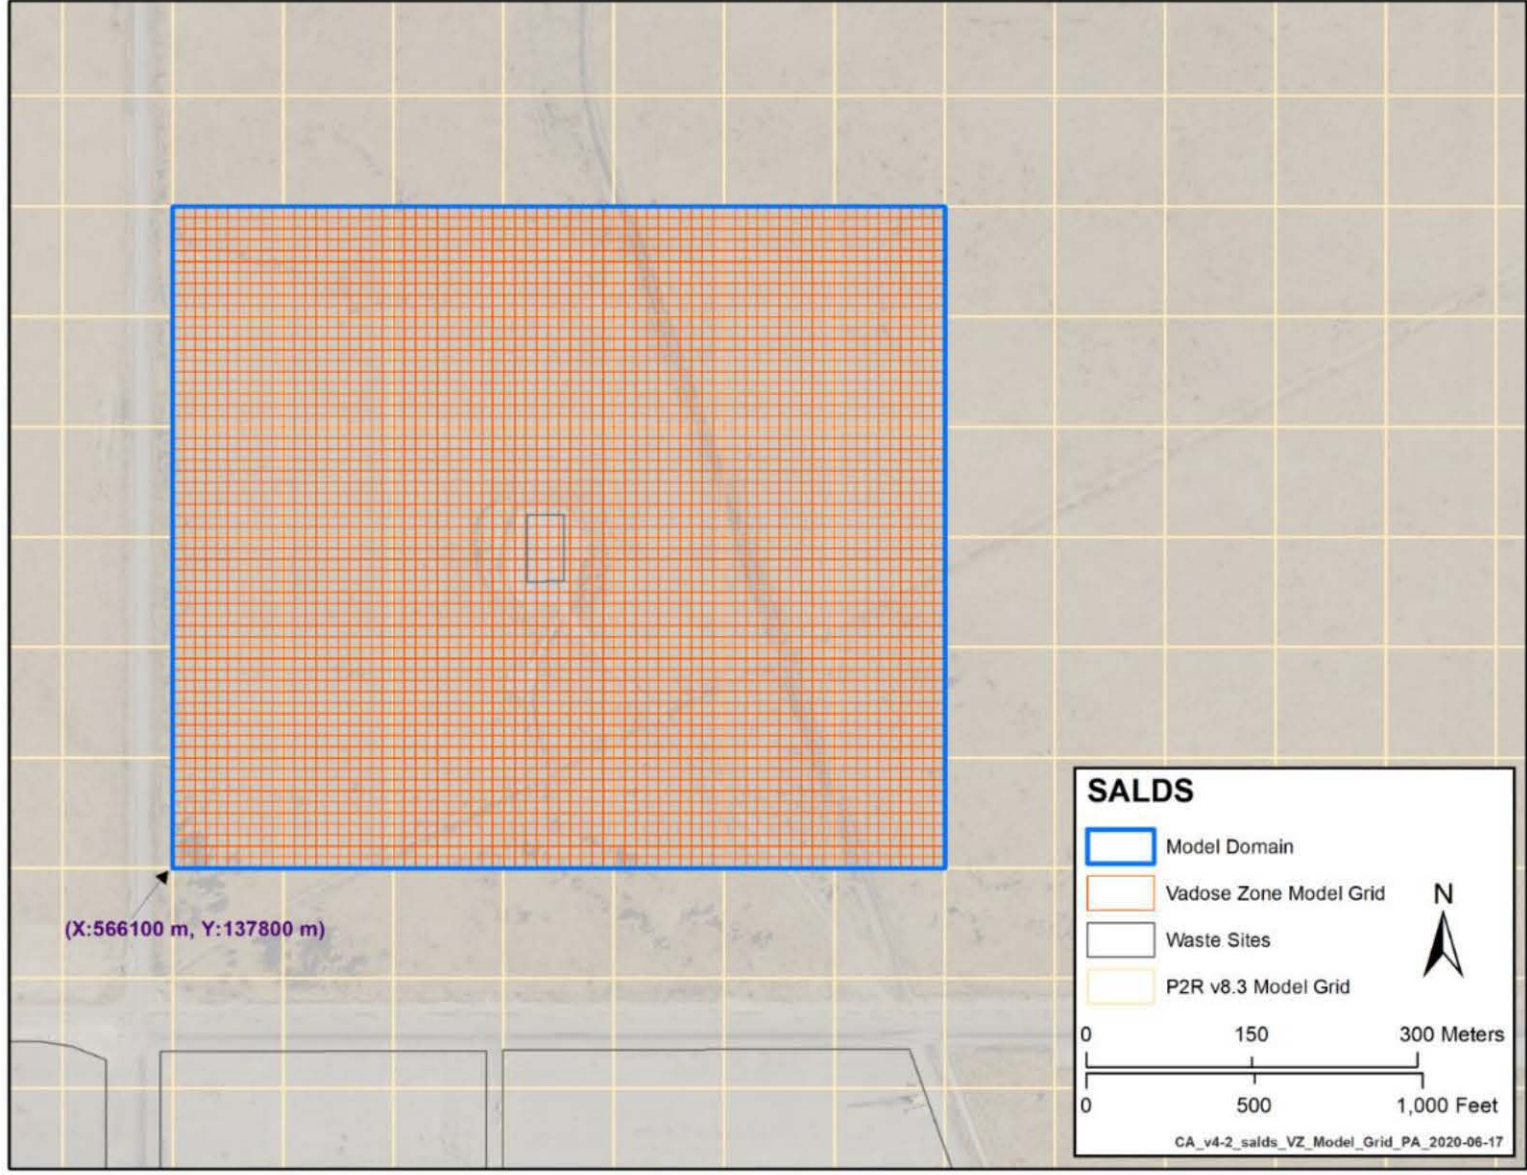 (X:566100 m, Y:137800 m)
SALDS
Model Domain
Vadose Zone Model Grid
Waste Sites
P2R v8.3 Model Grid
N
0 150 300 Meters
0 500 1,000 Feet
CA_v4-2_salds_VZ_Model_Grid_PA_2020-06-17